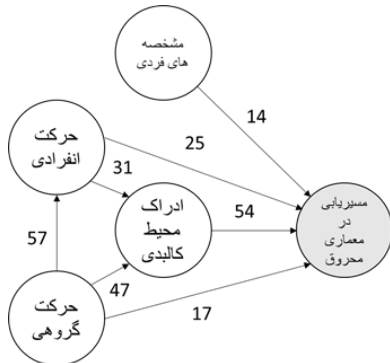 مشخصه
های فردی
14
حرکت
انفرادی
25
31
ادراک
محیط
کالبدی
54
مسیریابی
در
معماری
محروق
57
47
حرکت
گروهی
17